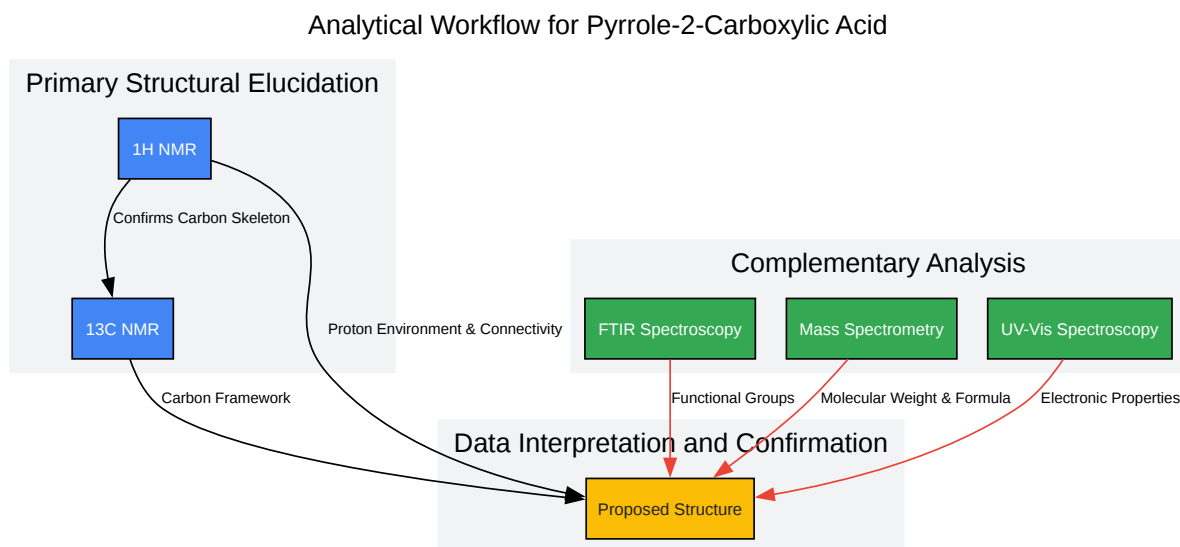 Analytical Workflow for Pyrrole-2-Carboxylic Acid
Primary Structural Elucidation
1H NMR
Confirms Carbon Skeleton
13C NMR
Proton Environment & Connectivity
Carbon Framework
Complementary Analysis
FTIR Spectroscopy
Mass Spectrometry
UV-Vis Spectroscopy
Functional Groups
Molecular Weight & Formula
Electronic Properties
Data Interpretation and Confirmation
Proposed Structure